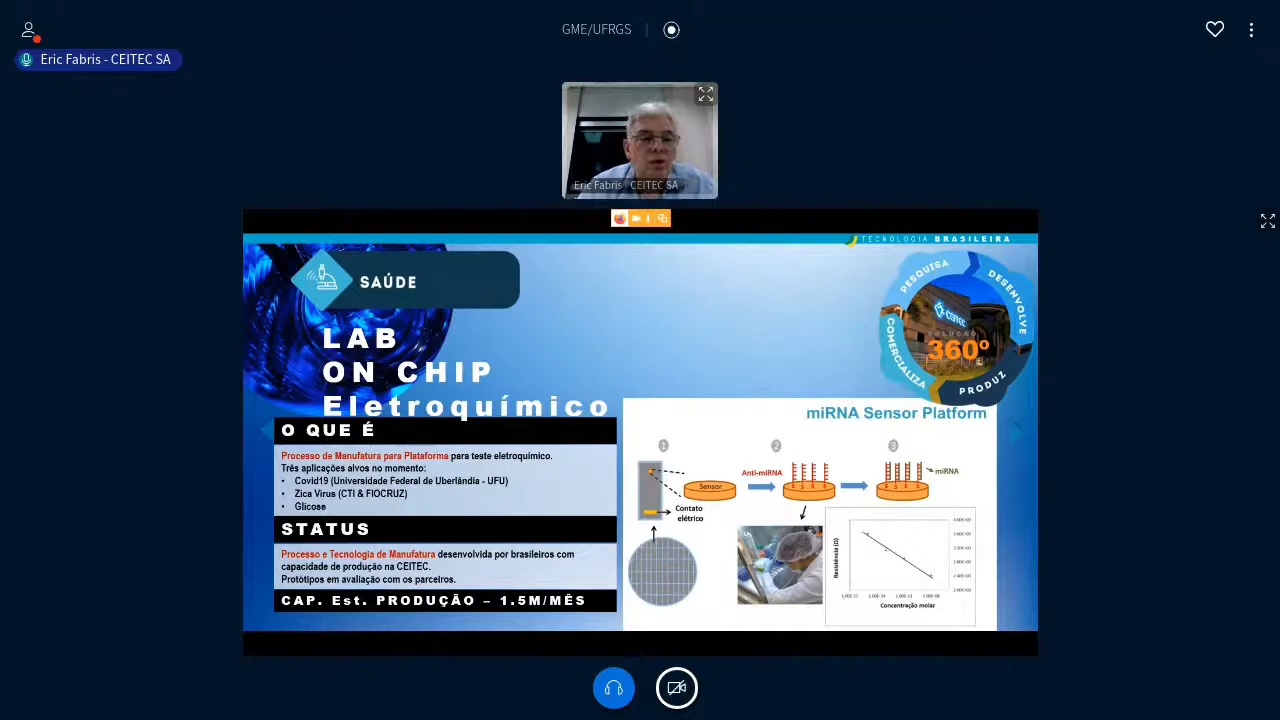 GME/UFRGS
Eric Fabris - CEITEC SA
Eric Fabris - CEITEC SA
TECNOLOGIA BRASILEIRA
SAÚDE
PESQUISA
DESENVOLVE
PRODUZ
COMERCIALIZA
CEITEC
SOLUÇÃO
360º
LAB
ON CHIP
Eletroquímico
O QUE É
Processo de Manufatura para Plataforma para teste eletroquímico.
Três aplicações alvos no momento:
• Covid19 (Universidade Federal de Uberlândia - UFU)
• Zica Virus (CTI & FIOCRUZ)
• Glicose
STATUS
Processo e Tecnologia de Manufatura desenvolvida por brasileiros com
capacidade de produção na CEITEC.
Protótipos em avaliação com os parceiros.
CAP. Est. PRODUÇÃO – 1.5M/MÊS
miRNA Sensor Platform
1
2
3
Sensor
Anti-miRNA
miRNA
Contato
elétrico
Resistência (Ω)
Concentração molar